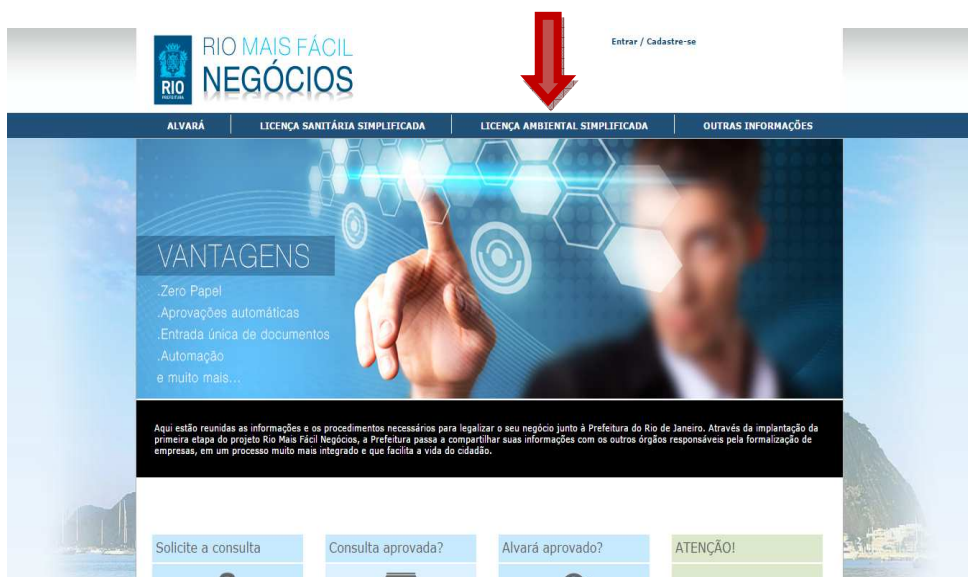 RIO MAIS FÁCIL
NEGÓCIOS
RIO
PREFEITURA
Entrar / Cadastre-se
ALVARÁ
LICENÇA SANITÁRIA SIMPLIFICADA
LICENÇA AMBIENTAL SIMPLIFICADA
OUTRAS INFORMAÇÕES
VANTAGENS
.Zero Papel
.Aprovações automáticas
.Entrada única de documentos
.Automação
e muito mais...
Aqui estão reunidas as informações e os procedimentos necessários para legalizar o seu negócio junto à Prefeitura do Rio de Janeiro. Através da implantação da
primeira etapa do projeto Rio Mais Fácil Negócios, a Prefeitura passa a compartilhar suas informações com os outros órgãos responsáveis pela formalização de
empresas, em um processo muito mais integrado e que facilita a vida do cidadão.
Solicite a consulta
Consulta aprovada?
Alvará aprovado?
ATENÇÃO!